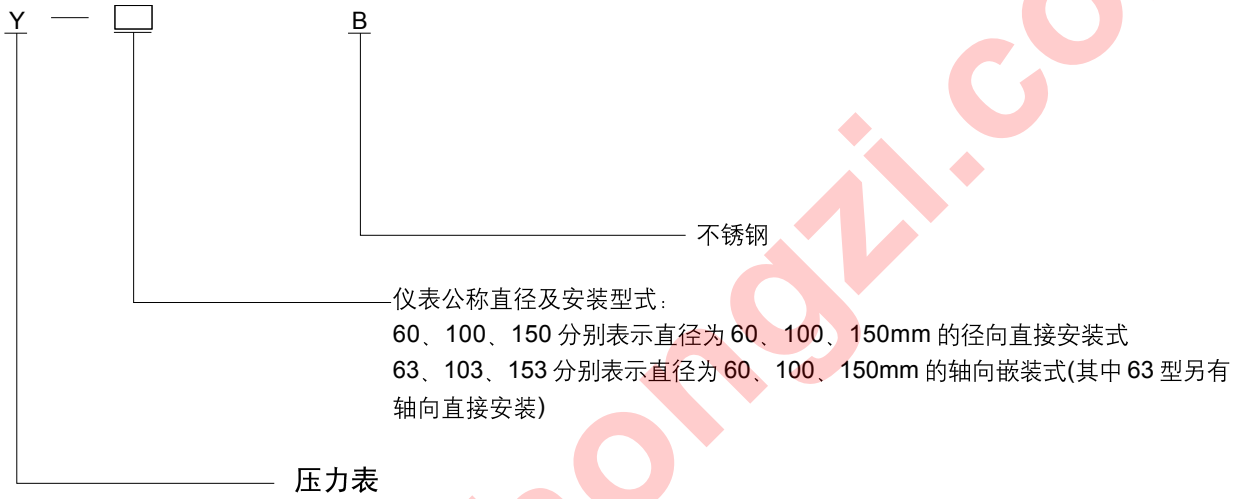 Y — □ B
不锈钢
仪表公称直径及安装型式:
60、100、150 分别表示直径为 60、100、150mm 的径向直接安装式
63、103、153 分别表示直径为 60、100、150mm 的轴向嵌装式(其中 63 型另有
轴向直接安装)
压力表
ongzi.co